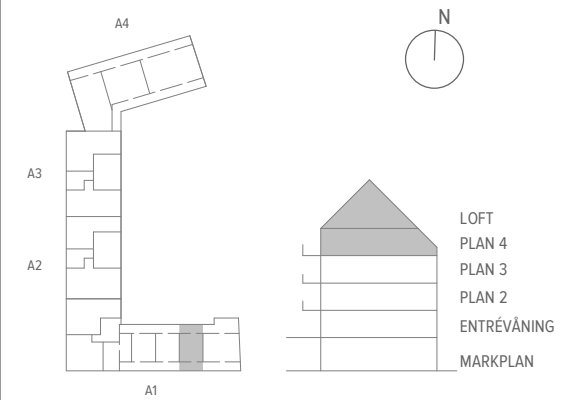 A4
N
A3
A2
A1
LOFT
PLAN 4
PLAN 3
PLAN 2
ENTRÉVÅNING
MARKPLAN